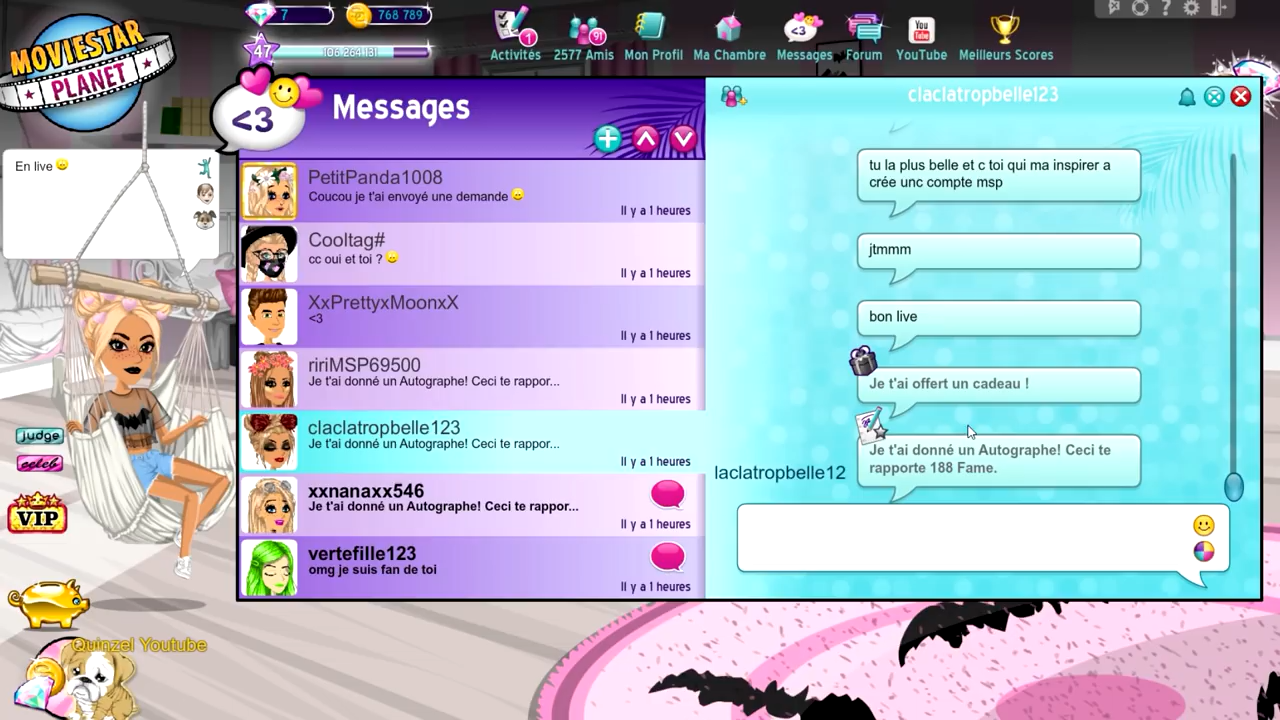 7
768 789
47
106 264 131
1
91
<3
You
Tube
Activités
2577 Amis
Mon Profil
Ma Chambre
Messages
Forum
YouTube
Meilleurs Scores
MOVIESTAR
PLANET
En live
judge
celeb
VIP
Quinzel Youtube
<3
Messages
PetitPanda1008
Coucou je t'ai envoyé une demande
Il y a 1 heures
Cooltag#
cc oui et toi ?
Il y a 1 heures
XxPrettyxMoonxX
<3
Il y a 1 heures
ririMSP69500
Je t'ai donné un Autographe! Ceci te rappor...
Il y a 1 heures
claclatropbelle123
Je t'ai donné un Autographe! Ceci te rappor...
Il y a 1 heures
xxnanaxx546
Je t'ai donné un Autographe! Ceci te rappor...
Il y a 1 heures
vertefille123
omg je suis fan de toi
Il y a 1 heures
claclatropbelle123
tu la plus belle et c toi qui ma inspirer a
crée unc compte msp
jtmmm
bon live
Je t'ai offert un cadeau !
Je t'ai donné un Autographe! Ceci te
rapporte 188 Fame.
laclatropbelle12